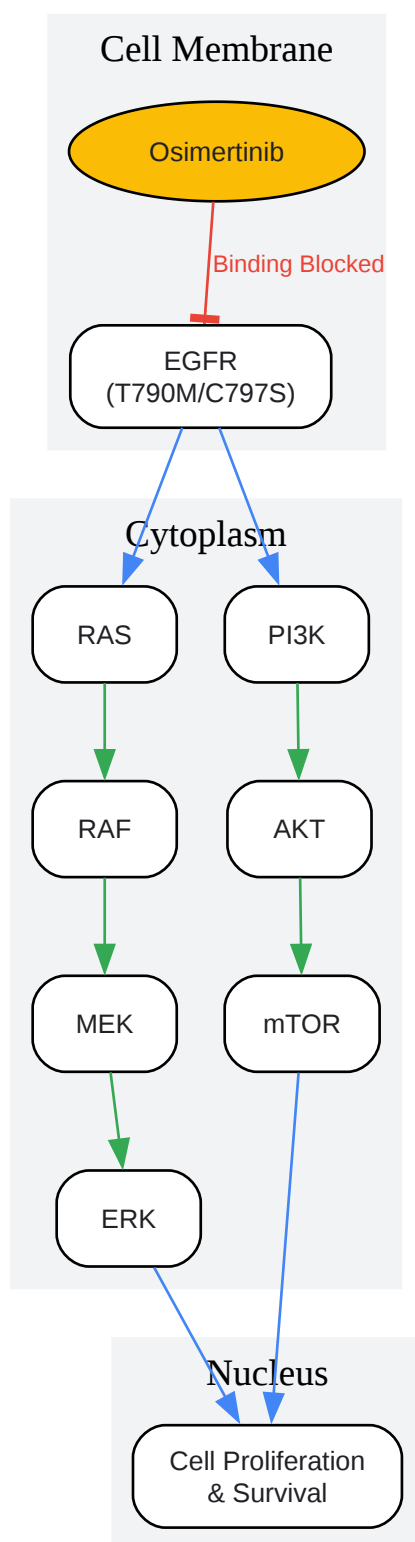 Cell Membrane
Osimertinib
Binding Blocked
EGFR
(T790M/C797S)
Cytoplasm
RAS
PI3K
RAF
AKT
MEK
mTOR
ERK
Nucleus
Cell Proliferation
& Survival